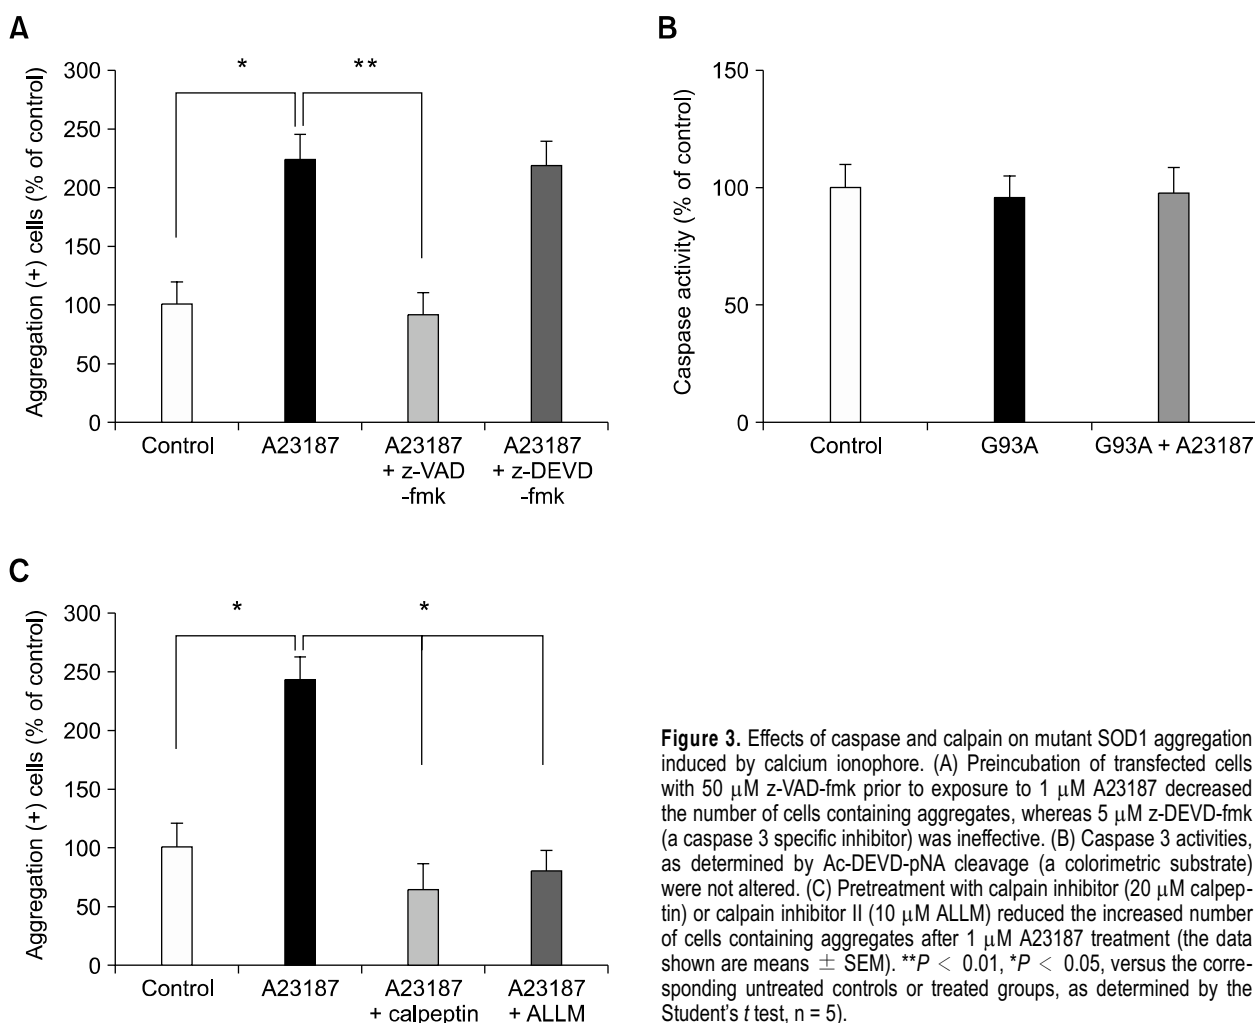 A
Aggregation (+) cells (% of control)
300
250
200
150
100
50
0
* **
Control A23187 A23187 A23187
+ z-VAD + z-DEVD
-fmk -fmk
B
Caspase activity (% of control)
150
100
50
0
Control G93A G93A + A23187
C
Aggregation (+) cells (% of control)
300
250
200
150
100
50
0
* *
Control A23187 A23187 A23187
+ calpeptin + ALLM
Figure 3. Effects of caspase and calpain on mutant SOD1 aggregation
induced by calcium ionophore. (A) Preincubation of transfected cells
with 50 μM z-VAD-fmk prior to exposure to 1 μM A23187 decreased
the number of cells containing aggregates, whereas 5 μM z-DEVD-fmk
(a caspase 3 specific inhibitor) was ineffective. (B) Caspase 3 activities,
as determined by Ac-DEVD-pNA cleavage (a colorimetric substrate)
were not altered. (C) Pretreatment with calpain inhibitor (20 μM calpep-
tin) or calpain inhibitor II (10 μM ALLM) reduced the increased number
of cells containing aggregates after 1 μM A23187 treatment (the data
shown are means ± SEM). **P < 0.01, *P < 0.05, versus the corre-
sponding untreated controls or treated groups, as determined by the
Student's t test, n = 5).